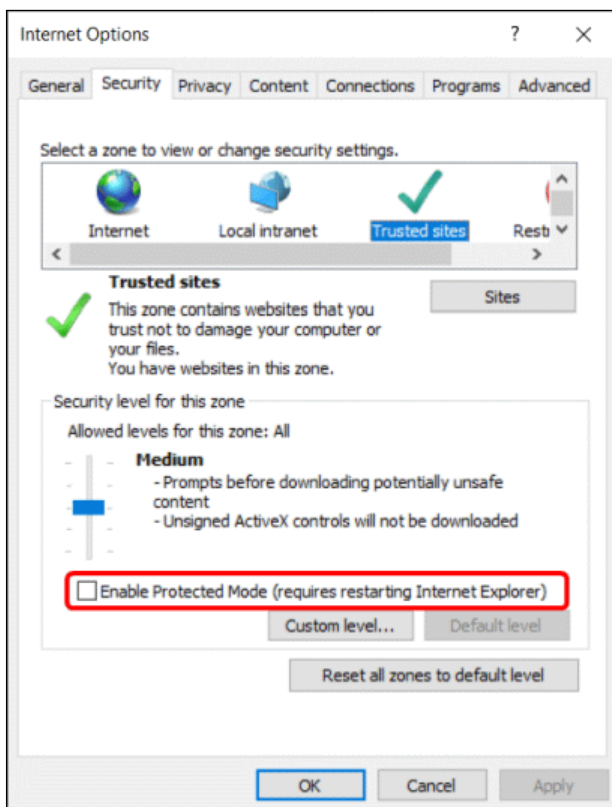 Internet Options
?
General Security Privacy Content Connections Programs Advanced
Select a zone to view or change security settings.
Internet Local intranet Trusted sites
Trusted sites
Sites
This zone contains websites that you
trust not to damage your computer or
your files.
You have websites in this zone.
Security level for this zone
Allowed levels for this zone: All
Medium
- Prompts before downloading potentially unsafe
content
- Unsigned ActiveX controls will not be downloaded
Enable Protected Mode (requires restarting Internet Explorer)
Custom level... Default level
Reset all zones to default level
OK Cancel Apply